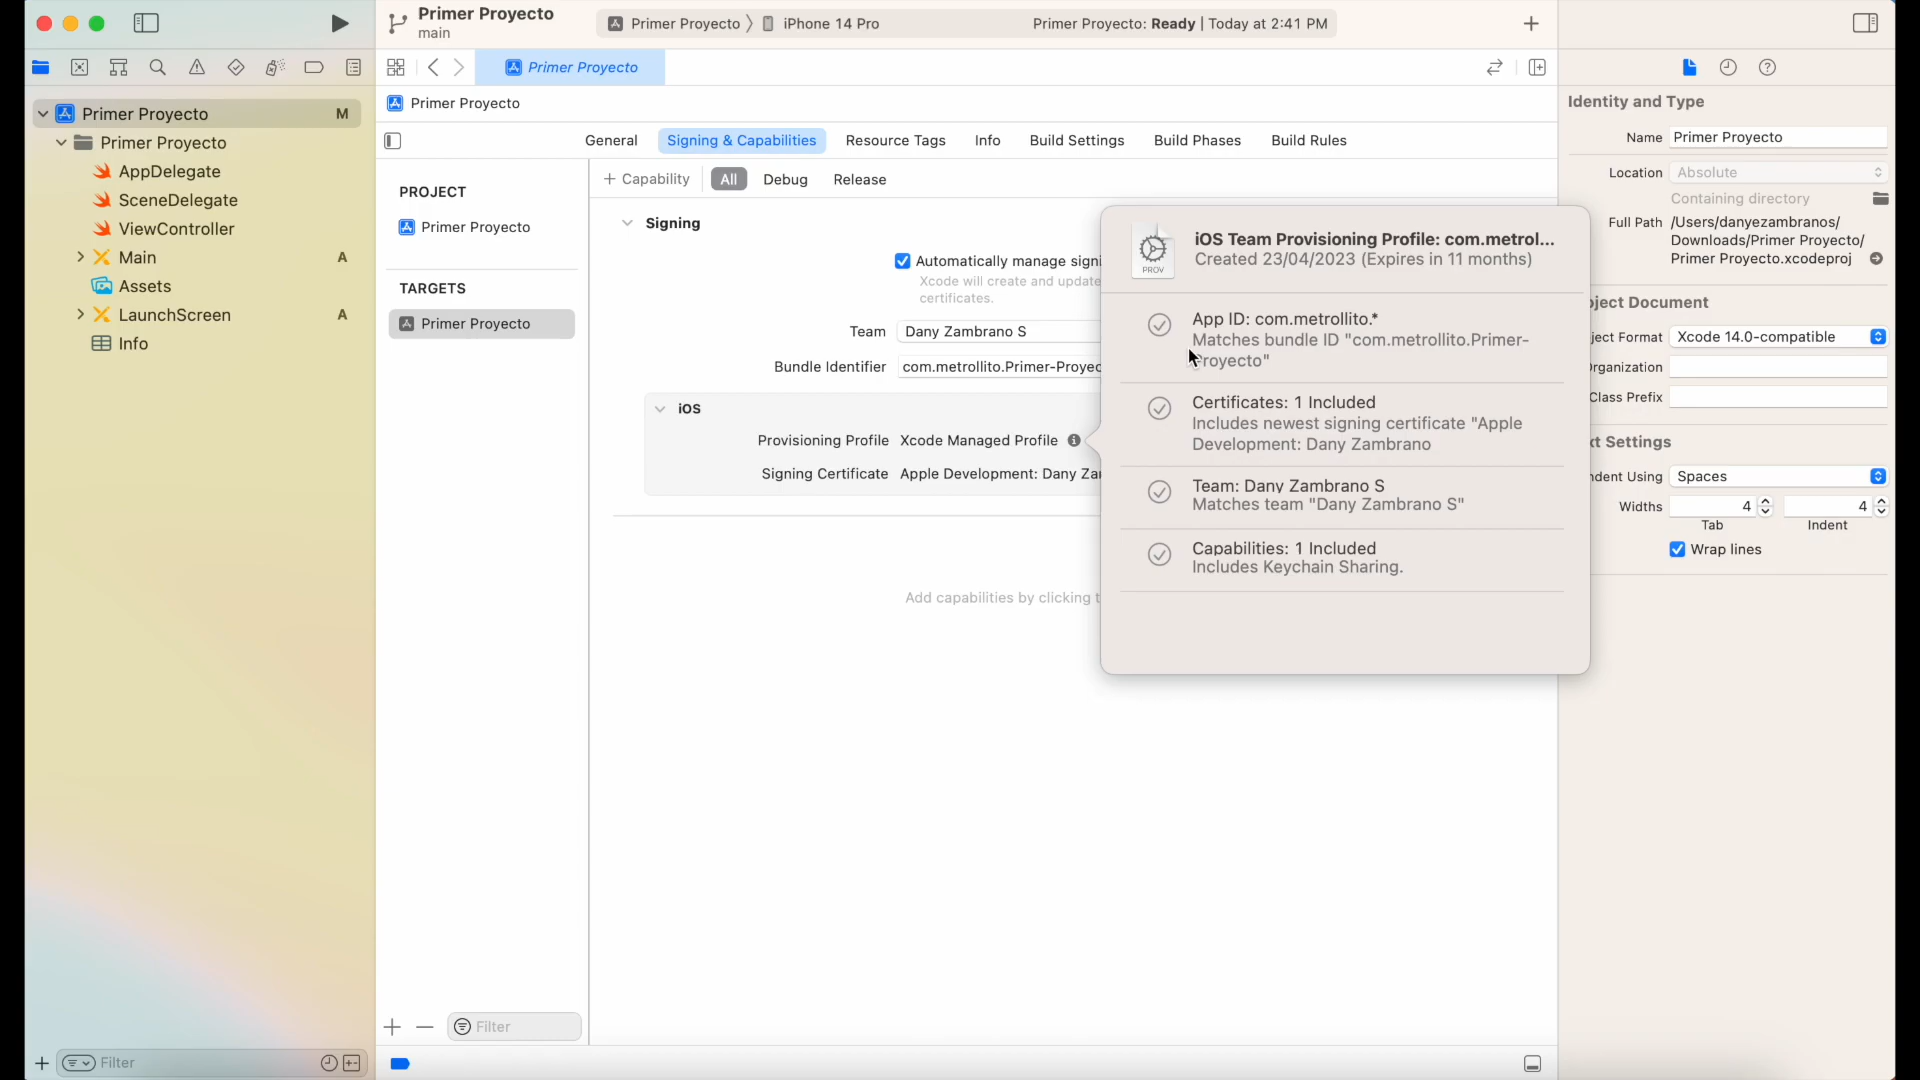 Primer Proyecto
main
Primer Proyecto
iPhone 14 Pro
Primer Proyecto: Ready | Today at 2:41 PM
Primer Proyecto
Primer Proyecto
M
Primer Proyecto
AppDelegate
SceneDelegate
ViewController
Main
A
Assets
LaunchScreen
A
Info
Filter
Primer Proyecto
General
Signing & Capabilities
Resource Tags
Info
Build Settings
Build Phases
Build Rules
PROJECT
Primer Proyecto
TARGETS
Primer Proyecto
Filter
+ Capability
All
Debug
Release
Signing
Automatically manage signi
Xcode will create and update
certificates.
Team
Dany Zambrano S
Bundle Identifier
com.metrollito.Primer-Proyec
iOS
Provisioning Profile
Xcode Managed Profile
Signing Certificate
Apple Development: Dany Za
Add capabilities by clicking t
PROV
iOS Team Provisioning Profile: com.metrol...
Created 23/04/2023 (Expires in 11 months)
App ID: com.metrollito.*
Matches bundle ID "com.metrollito.Primer-
Proyecto"
Certificates: 1 Included
Includes newest signing certificate "Apple
Development: Dany Zambrano
Team: Dany Zambrano S
Matches team "Dany Zambrano S"
Capabilities: 1 Included
Includes Keychain Sharing.
Identity and Type
Name
Primer Proyecto
Location
Absolute
Containing directory
Full Path
/Users/danyezambranos/
Downloads/Primer Proyecto/
Primer Proyecto.xcodeproj
ject Document
ject Format
Xcode 14.0-compatible
rganization
Class Prefix
xt Settings
ndent Using
Spaces
Widths
4
4
Tab
Indent
Wrap lines